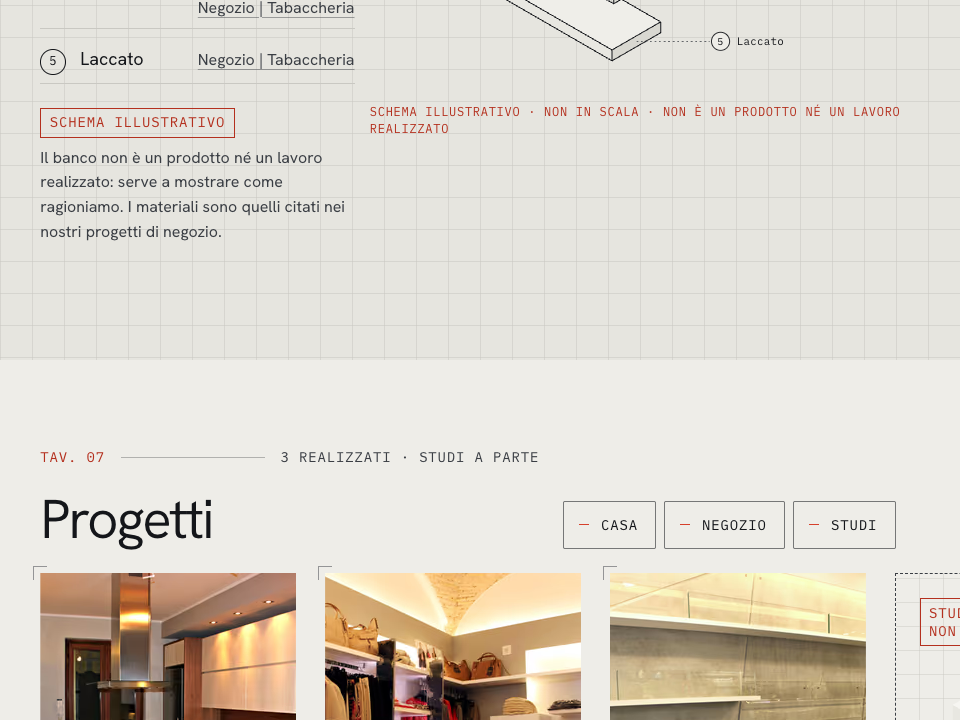 Negozio | Tabaccheria
5 Laccato Negozio | Tabaccheria
5 Laccato
SCHEMA ILLUSTRATIVO
Il banco non è un prodotto né un lavoro
realizzato: serve a mostrare come
ragioniamo. I materiali sono quelli citati nei
nostri progetti di negozio.
SCHEMA ILLUSTRATIVO · NON IN SCALA · NON È UN PRODOTTO NÉ UN LAVORO
REALIZZATO
TAV. 07 3 REALIZZATI · STUDI A PARTE
Progetti
— CASA — NEGOZIO — STUDI
NON